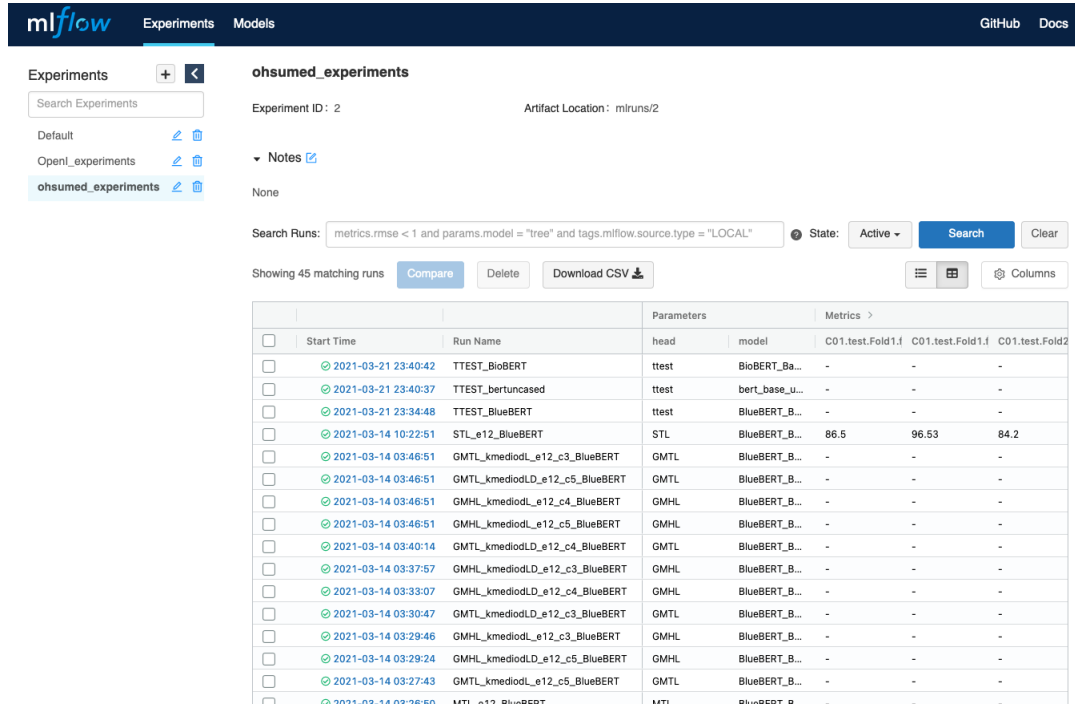 mlflow Experiments Models GitHub Docs
Experiments
Search Experiments
Default
OpenI_experiments
ohsumed_experiments
ohsumed_experiments
Experiment ID: 2 Artifact Location: mlruns/2
Notes
None
Search Runs: metrics.rmse < 1 and params.model = "tree" and tags.mlflow.source.type = "LOCAL" State: Active Search Clear
Showing 45 matching runs Compare Delete Download CSV Columns
Parameters Metrics >
Start Time Run Name head model C01.test.Fold1.f C01.test.Fold1.f C01.test.Fold2
2021-03-21 23:40:42 TTEST_BioBERT ttest BioBERT_Ba... - - -
2021-03-21 23:40:37 TTEST_bertuncased ttest bert_base_u... - - -
2021-03-21 23:34:48 TTEST_BlueBERT ttest BlueBERT_B... - - -
2021-03-14 10:22:51 STL_e12_BlueBERT STL BlueBERT_B... 86.5 96.53 84.2
2021-03-14 03:46:51 GMTL_kmediodL_e12_c3_BlueBERT GMTL BlueBERT_B... - - -
2021-03-14 03:46:51 GMTL_kmediodLD_e12_c5_BlueBERT GMTL BlueBERT_B... - - -
2021-03-14 03:46:51 GMHL_kmediodL_e12_c4_BlueBERT GMHL BlueBERT_B... - - -
2021-03-14 03:46:51 GMHL_kmediodL_e12_c5_BlueBERT GMHL BlueBERT_B... - - -
2021-03-14 03:40:14 GMTL_kmediodLD_e12_c4_BlueBERT GMTL BlueBERT_B... - - -
2021-03-14 03:37:57 GMHL_kmediodLD_e12_c3_BlueBERT GMHL BlueBERT_B... - - -
2021-03-14 03:33:07 GMHL_kmediodLD_e12_c4_BlueBERT GMHL BlueBERT_B... - - -
2021-03-14 03:30:47 GMTL_kmediodLD_e12_c3_BlueBERT GMTL BlueBERT_B... - - -
2021-03-14 03:29:46 GMHL_kmediodL_e12_c3_BlueBERT GMHL BlueBERT_B... - - -
2021-03-14 03:29:24 GMHL_kmediodLD_e12_c5_BlueBERT GMHL BlueBERT_B... - - -
2021-03-14 03:27:43 GMTL_kmediodL_e12_c5_BlueBERT GMTL BlueBERT_B... - - -
2021-03-14 03:26:50 MTL_e12_BlueBERT MTL BlueBERT_B... - - -